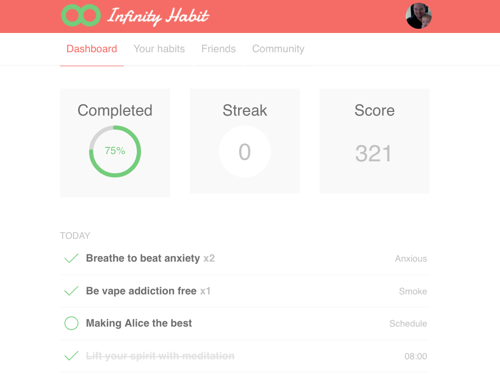 Infinity Habit
Dashboard Your habits Friends Community
Completed Streak Score
75% 0 321
TODAY
Breathe to beat anxiety x2 Anxious
Be vape addiction free x1 Smoke
Making Alice the best Schedule
Lift your spirit with meditation 08:00